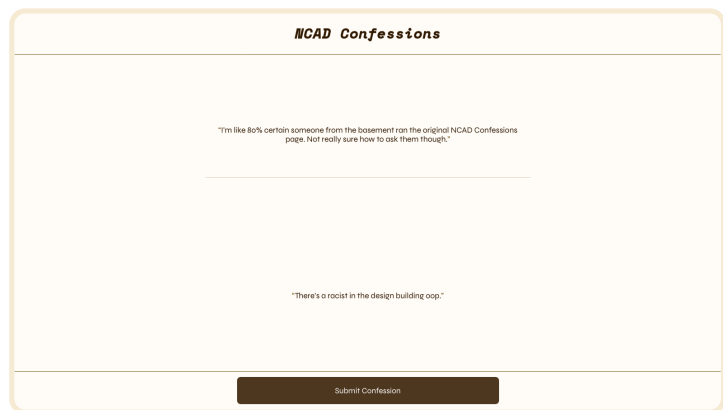 NCAD Confessions
"I'm like 80% certain someone from the basement ran the original NCAD Confessions
page. Not really sure how to ask them though."
"There's a racist in the design building oop."
Submit Confession